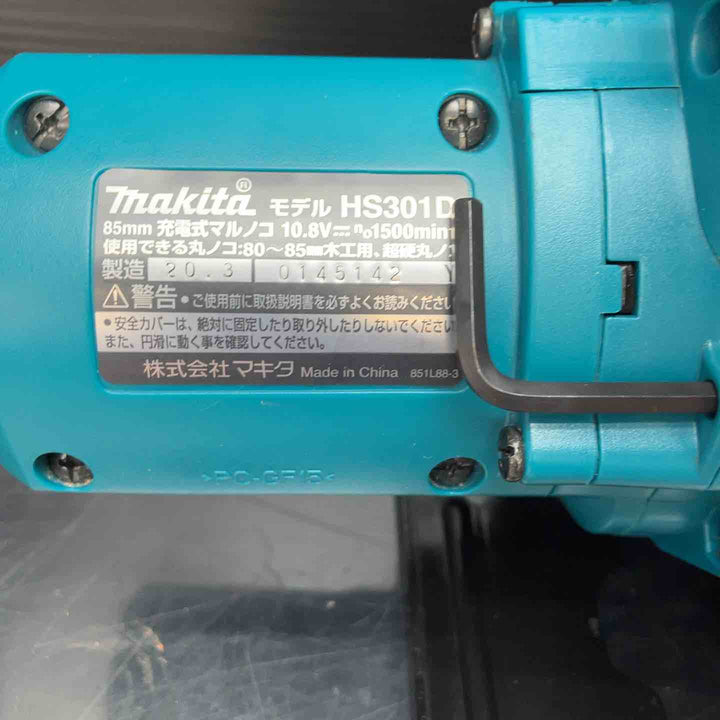 makita® モデル HS301D
85mm 充電式マルノコ 10.8V⎓ n₀1500min
使用できる丸ノコ:80～85mm木工用、超硬丸ノ
製造 20.3 0145142 Y
⚠警告・ご使用前に取扱説明書を必ずよくお読みください
・安全カバーは、絶対に固定したり取り外したりしないでください
また、円滑に動く事を確認してください。
株式会社マキタ Made in China 851L88-3
>PC-GF15<